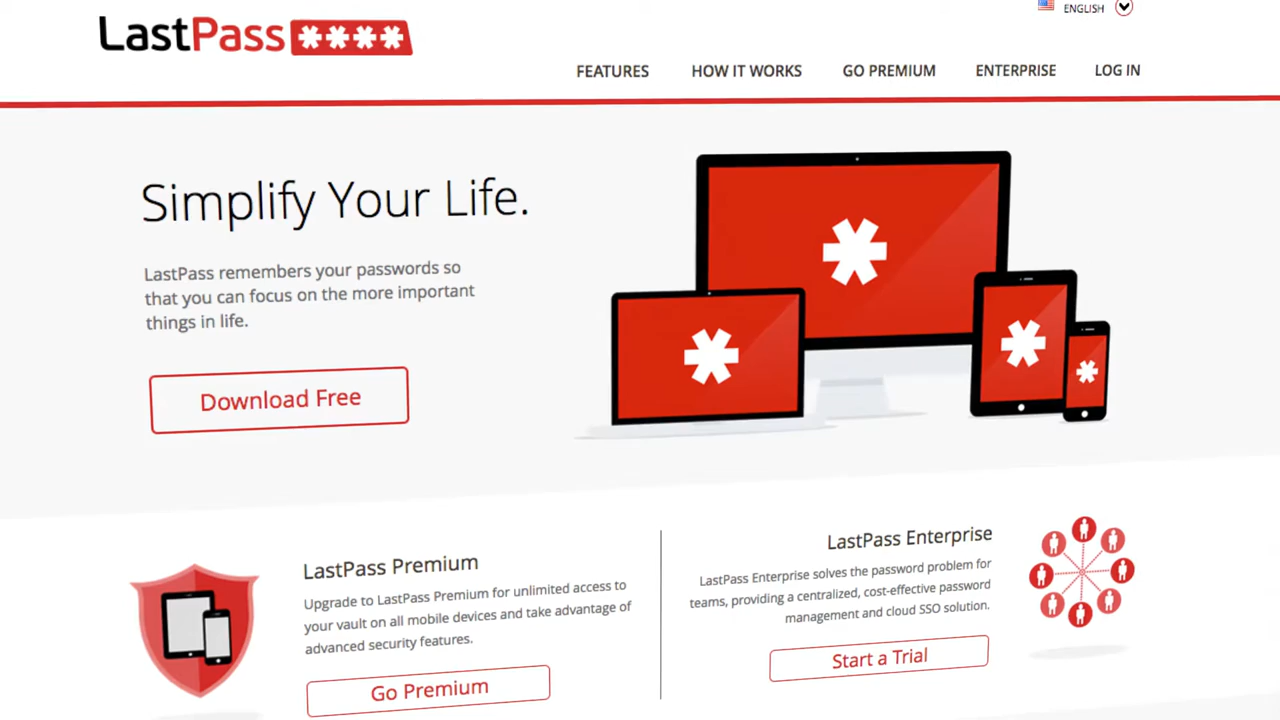 LastPass ****
ENGLISH
FEATURES HOW IT WORKS GO PREMIUM ENTERPRISE LOG IN
Simplify Your Life.
LastPass remembers your passwords so
that you can focus on the more important
things in life.
Download Free
LastPass Premium
Upgrade to LastPass Premium for unlimited access to
your vault on all mobile devices and take advantage of
advanced security features.
Go Premium
LastPass Enterprise
LastPass Enterprise solves the password problem for
teams, providing a centralized, cost-effective password
management and cloud SSO solution.
Start a Trial